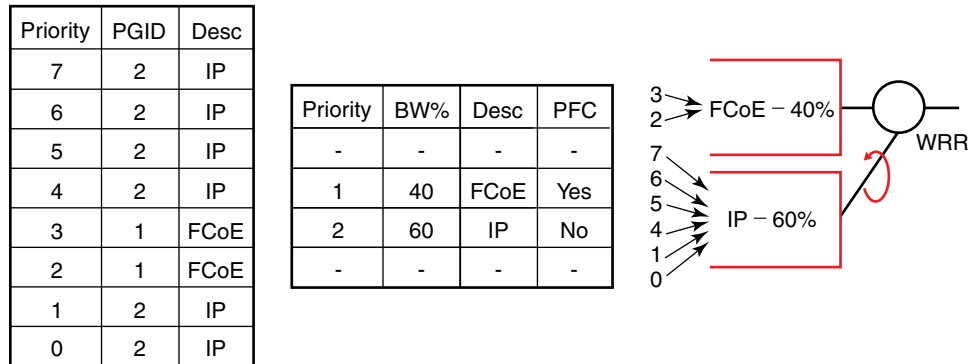 Priority PGID Desc
7 2 IP
6 2 IP
5 2 IP
4 2 IP
3 1 FCoE
2 1 FCoE
1 2 IP
0 2 IP
Priority BW% Desc PFC
- - - -
1 40 FCoE Yes
2 60 IP No
- - - -
3
2
FCoE – 40%
WRR
7
6
5
4
1
0
IP – 60%